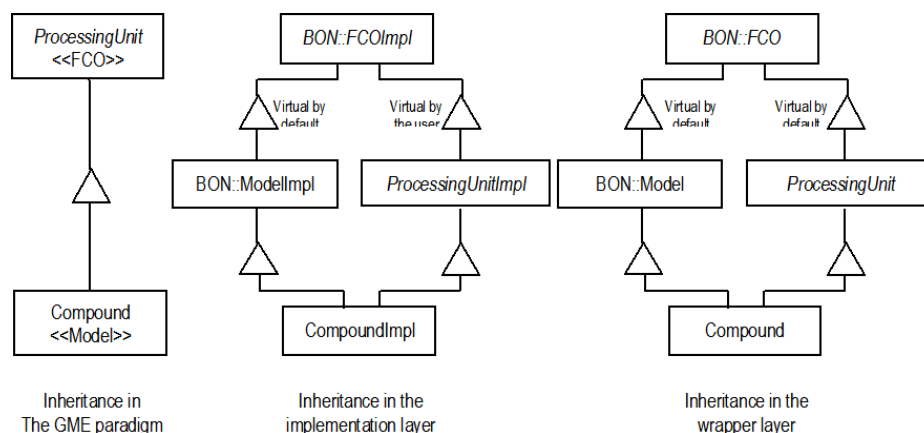 ProcessingUnit
<<FCO>>
Compound
<<Model>>
Inheritance in
The GME paradigm
BON::FCOImpl
Virtual by
default
Virtual by
the user
BON::ModelImpl
ProcessingUnitImpl
CompoundImpl
Inheritance in the
implementation layer
BON::FCO
Virtual by
default
Virtual by
default
BON::Model
ProcessingUnit
Compound
Inheritance in the
wrapper layer